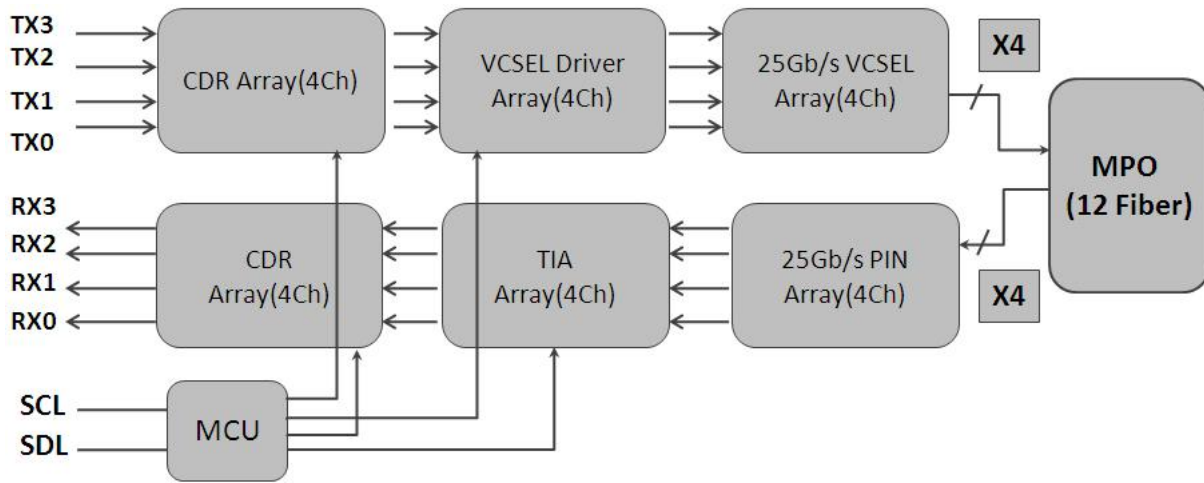 TX3
TX2
TX1
TX0
CDR Array(4Ch)
VCSEL Driver
Array(4Ch)
25Gb/s VCSEL
Array(4Ch)
X4
MPO
(12 Fiber)
RX3
RX2
RX1
RX0
CDR
Array(4Ch)
TIA
Array(4Ch)
25Gb/s PIN
Array(4Ch)
X4
SCL
SDL
MCU